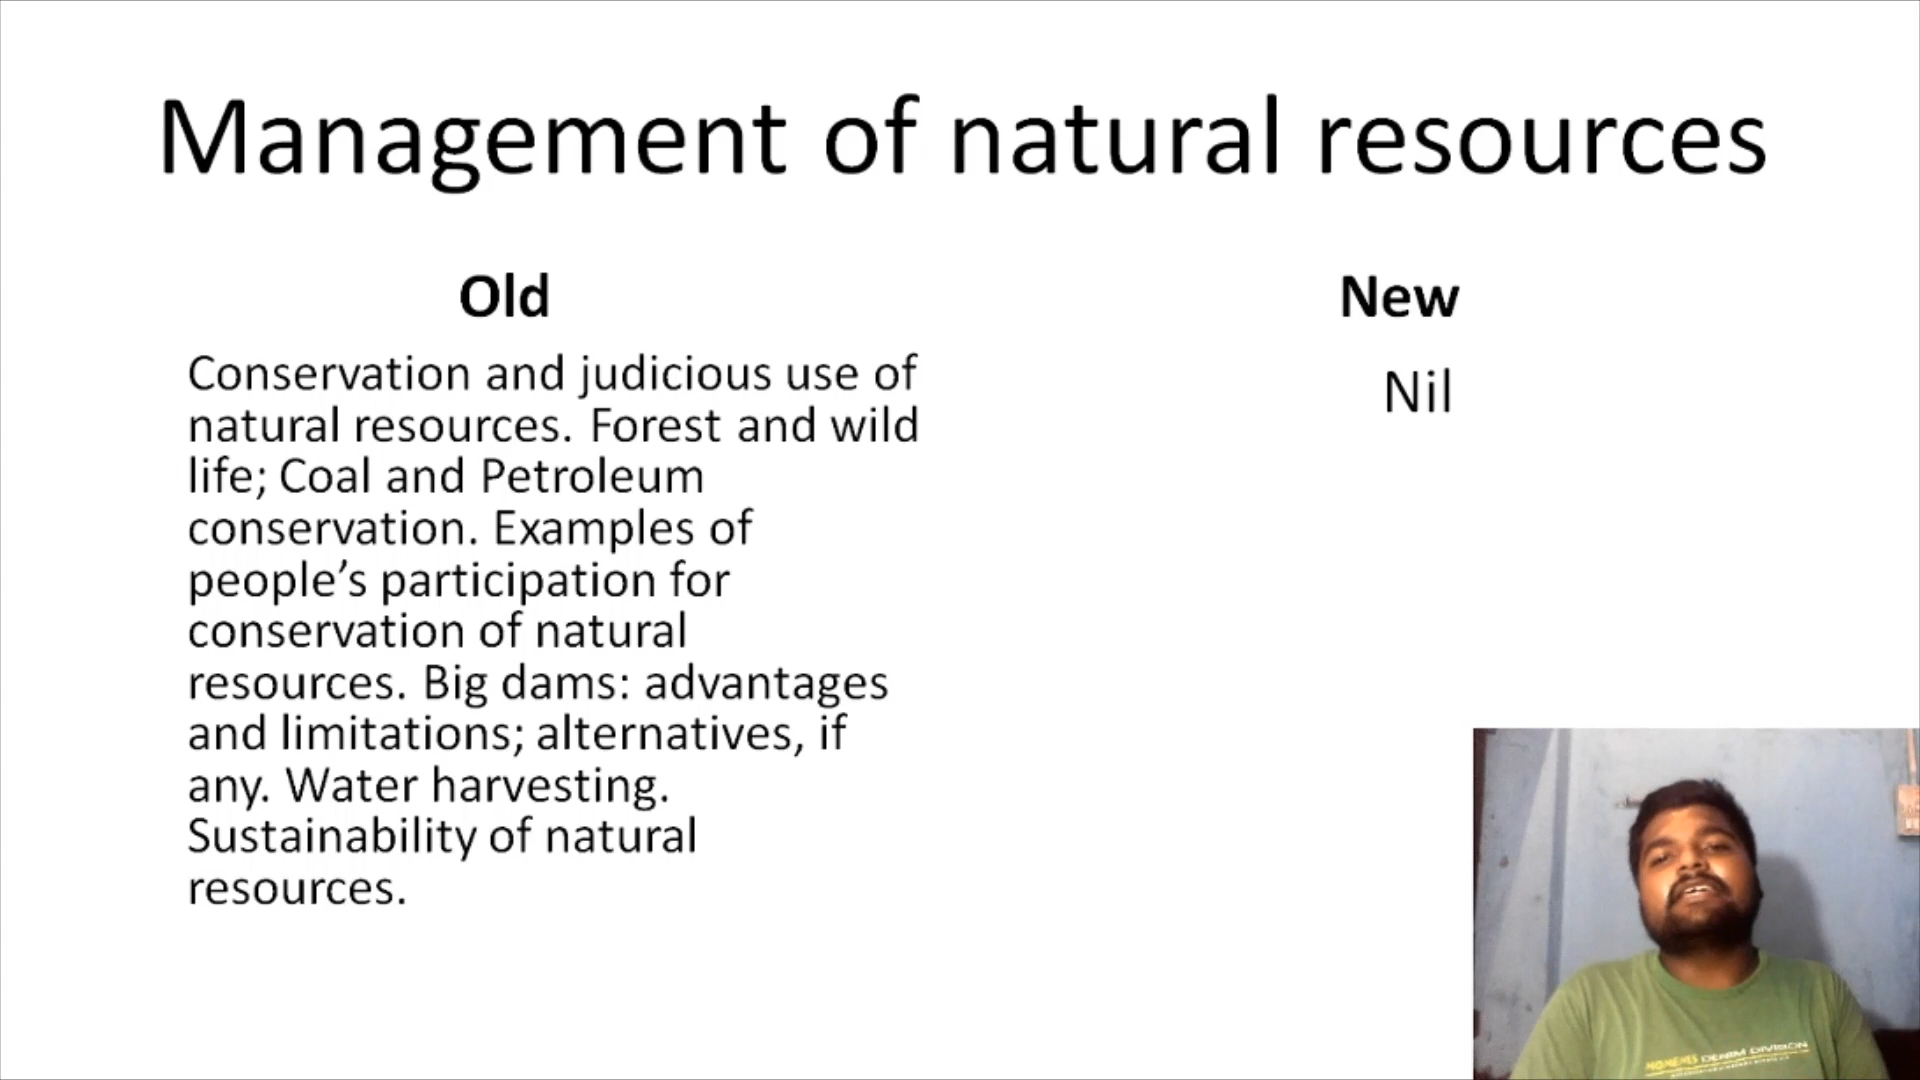 Management of natural resources
Old
Conservation and judicious use of
natural resources. Forest and wild
life; Coal and Petroleum
conservation. Examples of
people’s participation for
conservation of natural
resources. Big dams: advantages
and limitations; alternatives, if
any. Water harvesting.
Sustainability of natural
resources.
New
Nil
DENIM DIVISION